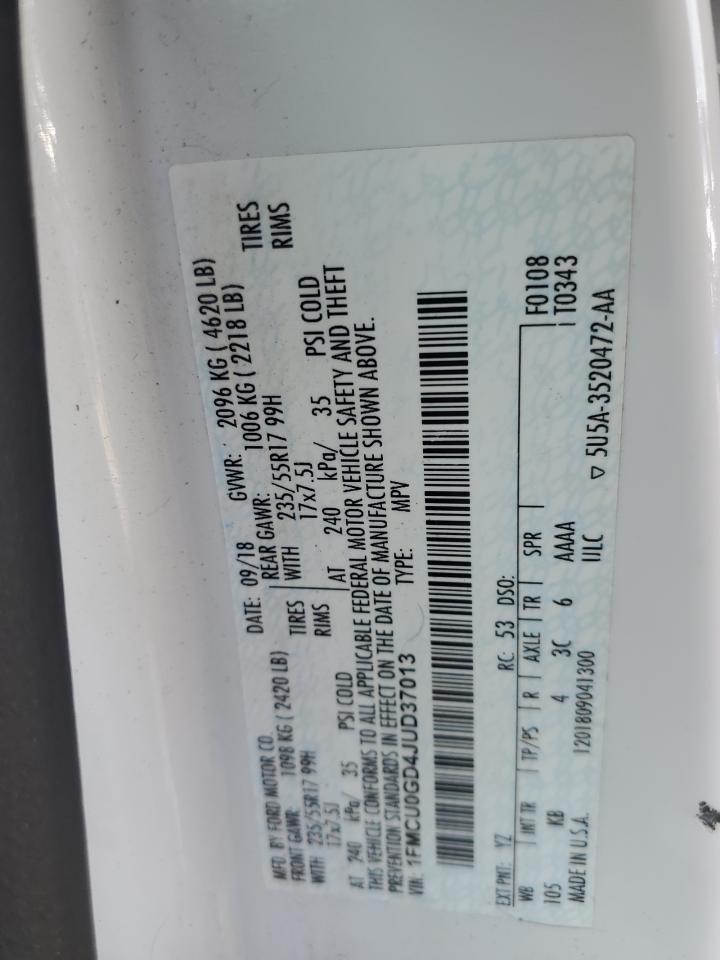 MFD BY FORD MOTOR CO. DATE: 09/18 GVWR: 2096 KG ( 4620 LB)
FRONT GAWR: 1098 KG ( 2420 LB) REAR GAWR: 1006 KG ( 2218 LB)
WITH 235/55R17 99H TIRES WITH 235/55R17 99H TIRES
17x7.5J RIMS 17x7.5J RIMS
AT 240 kPa/ 35 PSI COLD AT 240 kPa/ 35 PSI COLD
THIS VEHICLE CONFORMS TO ALL APPLICABLE FEDERAL MOTOR VEHICLE SAFETY AND THEFT
PREVENTION STANDARDS IN EFFECT ON THE DATE OF MANUFACTURE SHOWN ABOVE.
VIN: 1FMCU0GD4JUD37013 TYPE: MPV
EXT PNT: YZ RC: 53 DSO: F0108
WB INT TR TP/PS R AXLE TR SPR T0343
105 KB 4 3C 6 AAAA
MADE IN U.S.A. 1201809041300 IILC ▽ 5U5A-3520472-AA